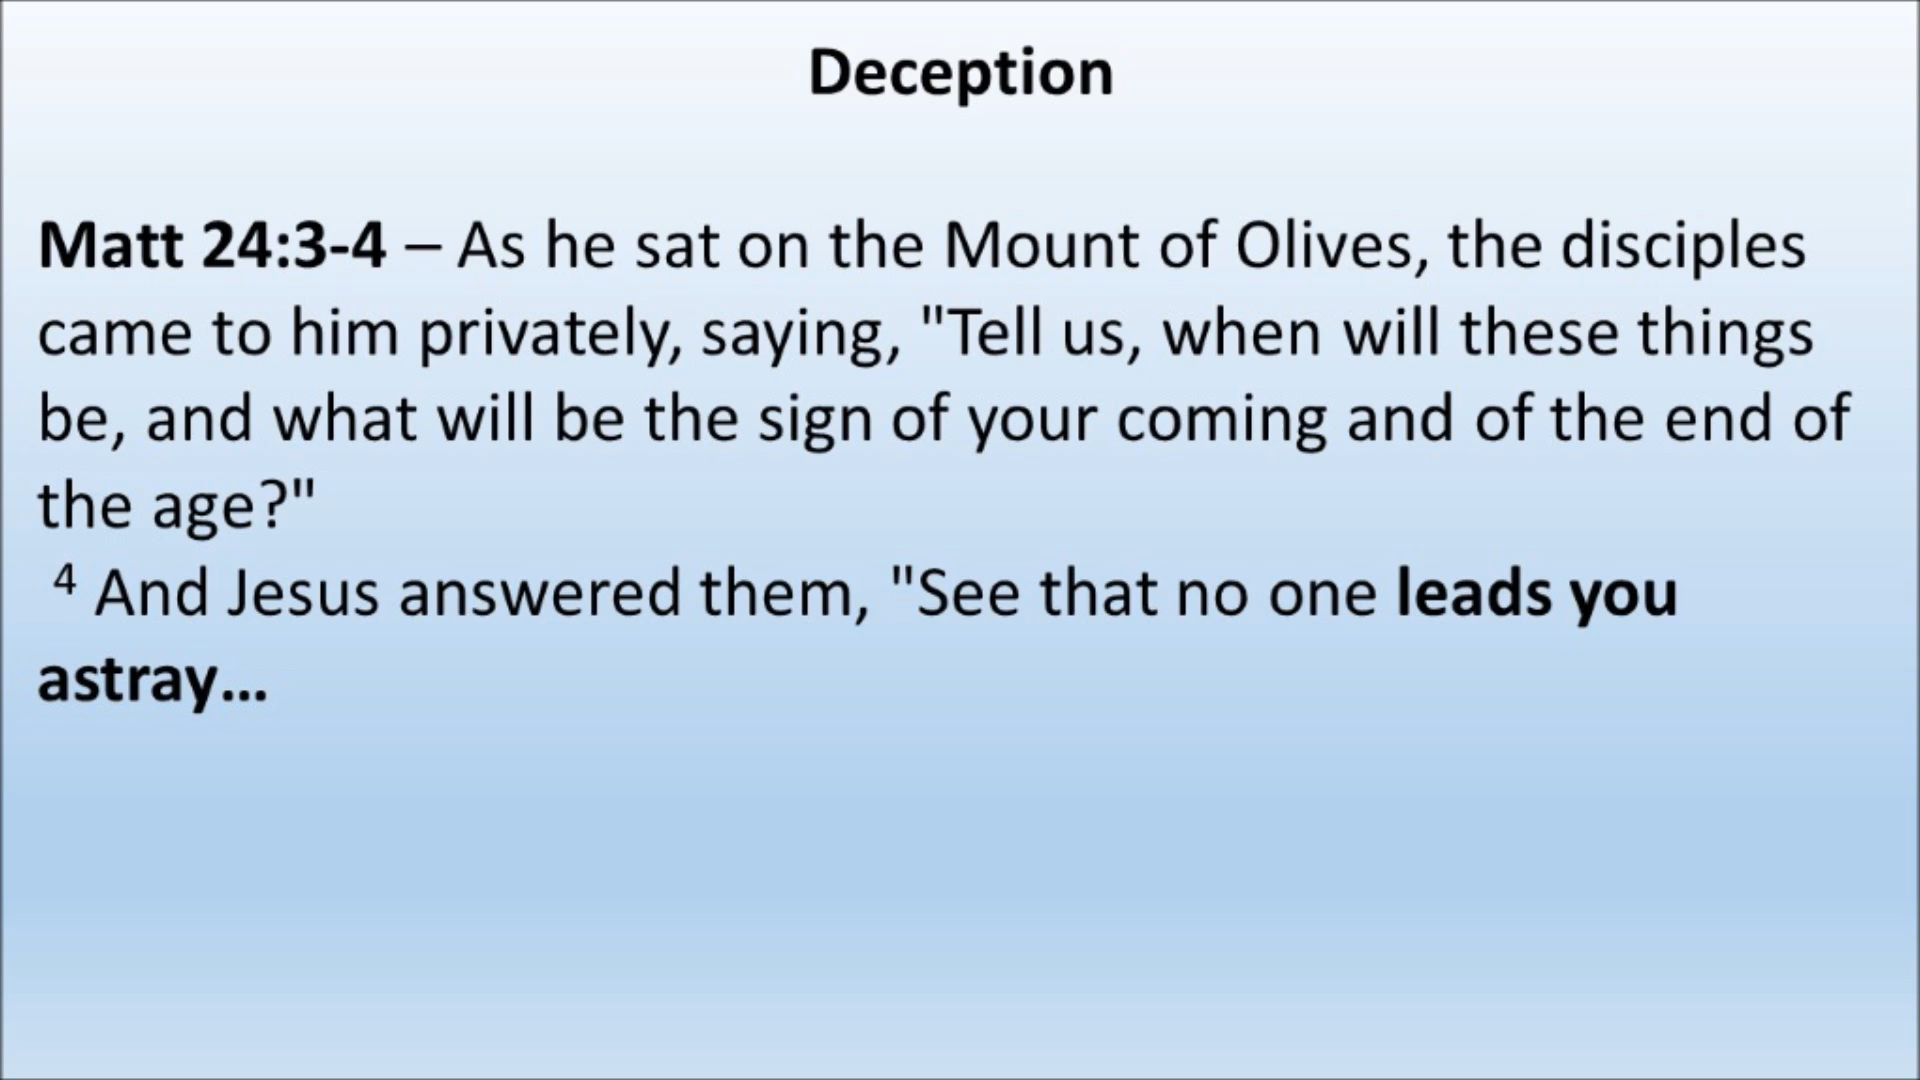 Deception
Matt 24:3-4 – As he sat on the Mount of Olives, the disciples
came to him privately, saying, "Tell us, when will these things
be, and what will be the sign of your coming and of the end of
the age?"
4 And Jesus answered them, "See that no one leads you
astray...